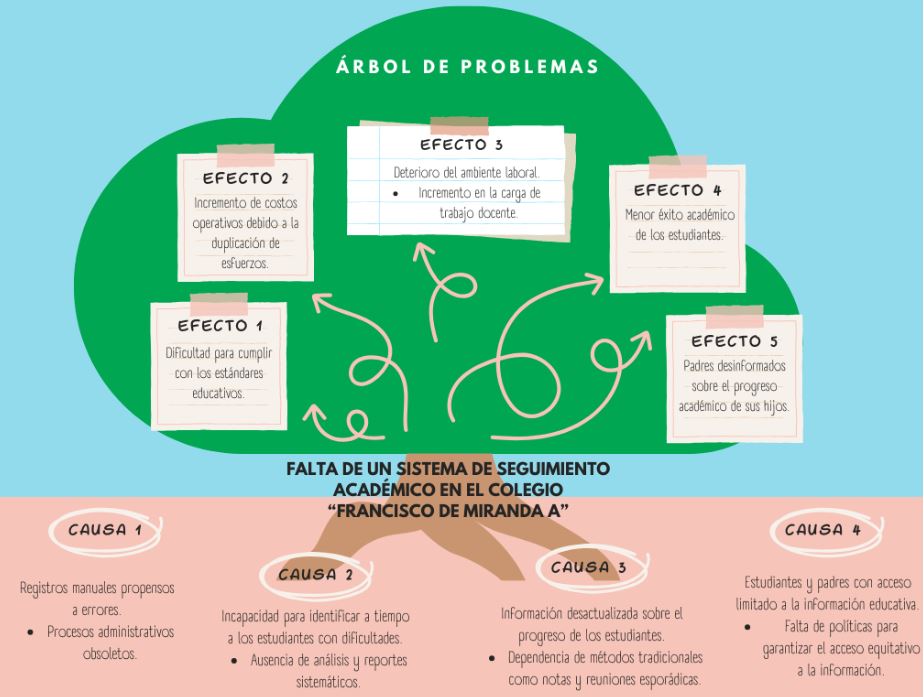 ÁRBOL DE PROBLEMAS
EFECTO 3
Deterioro del ambiente laboral.
• Incremento en la carga de
trabajo docente.
EFECTO 2
Incremento de costos
operativos debido a la
duplicación de
esfuerzos.
EFECTO 4
Menor éxito académico
de los estudiantes.
EFECTO 1
Dificultad para cumplir
con los estándares
educativos.
EFECTO 5
Padres desinformados
sobre el progreso
académico de sus hijos.
FALTA DE UN SISTEMA DE SEGUIMIENTO
ACADÉMICO EN EL COLEGIO
“FRANCISCO DE MIRANDA A”
CAUSA 1
Registros manuales propensos
a errores.
• Procesos administrativos
obsoletos.
CAUSA 2
Incapacidad para identificar a tiempo
a los estudiantes con dificultades.
• Ausencia de análisis y reportes
sistemáticos.
CAUSA 3
Información desactualizada sobre el
progreso de los estudiantes.
• Dependencia de métodos tradicionales
como notas y reuniones esporádicas.
CAUSA 4
Estudiantes y padres con acceso
limitado a la información educativa.
• Falta de políticas para
garantizar el acceso equitativo
a la información.